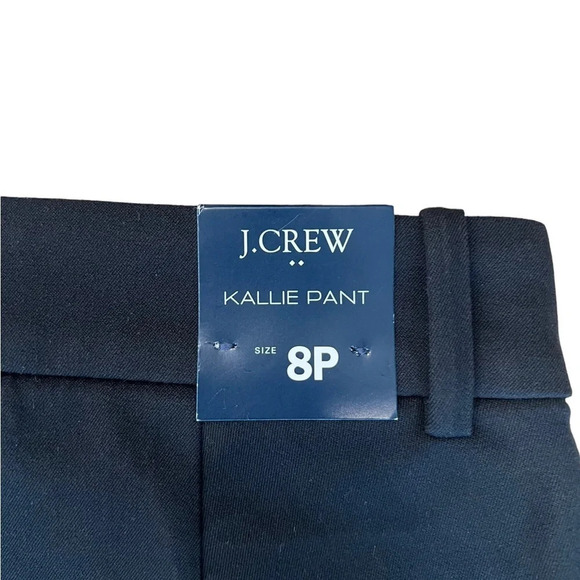 J.CREW
KALLIE PANT
SIZE 8P